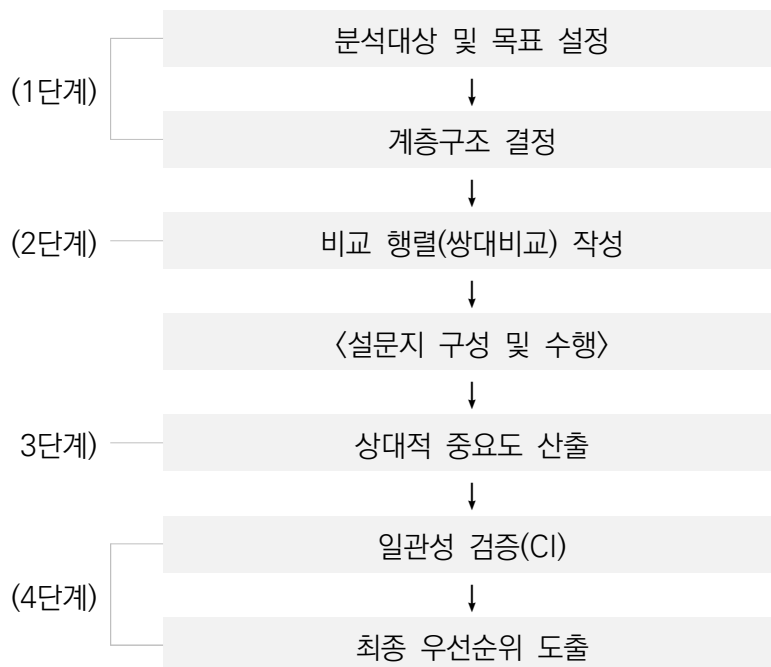 분석대상 및 목표 설정
(1단계)
계층구조 결정
(2단계)
비교 행렬(쌍대비교) 작성
〈설문지 구성 및 수행〉
3단계)
상대적 중요도 산출
일관성 검증(CI)
(4단계)
최종 우선순위 도출